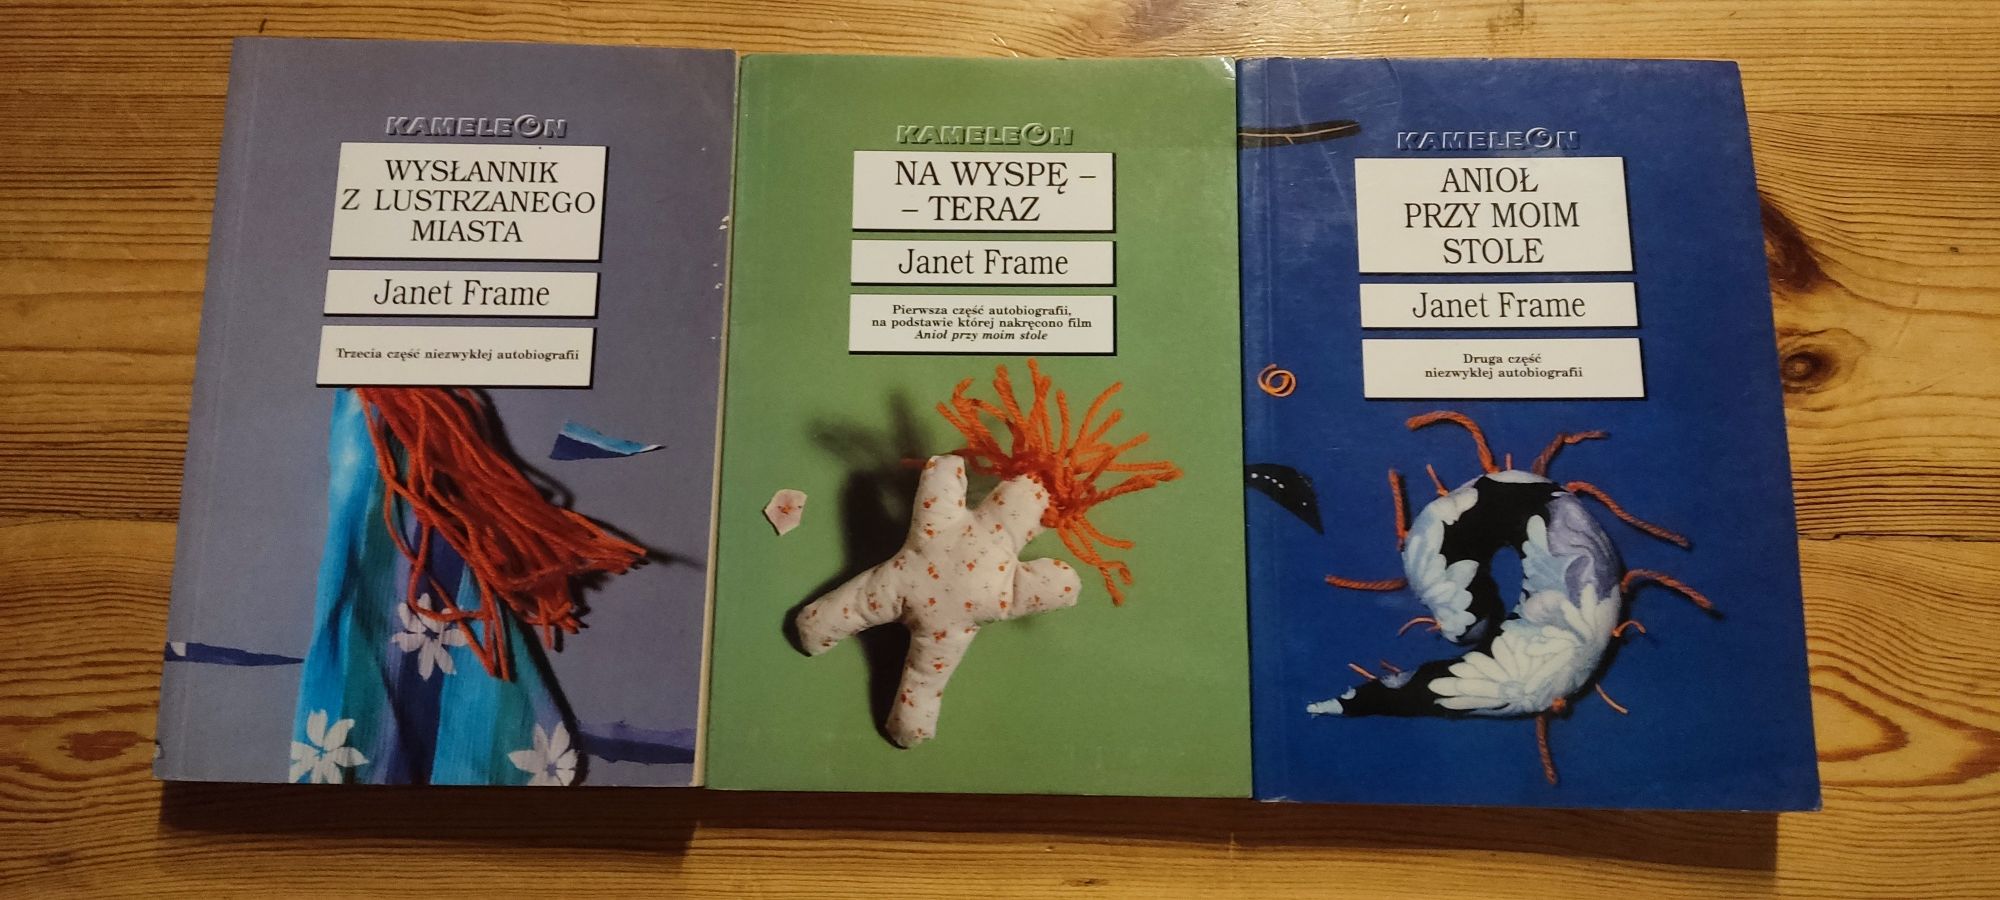 KAMELEON
WYSŁANNIK
Z LUSTRZANEGO
MIASTA
Janet Frame
Trzecia część niezwykłej autobiografii
KAMELEON
NA WYSPĘ –
– TERAZ
Janet Frame
Pierwsza część autobiografii,
na podstawie której nakręcono film
Anioł przy moim stole
KAMELEON
ANIOŁ
PRZY MOIM
STOLE
Janet Frame
Druga część
niezwykłej autobiografii